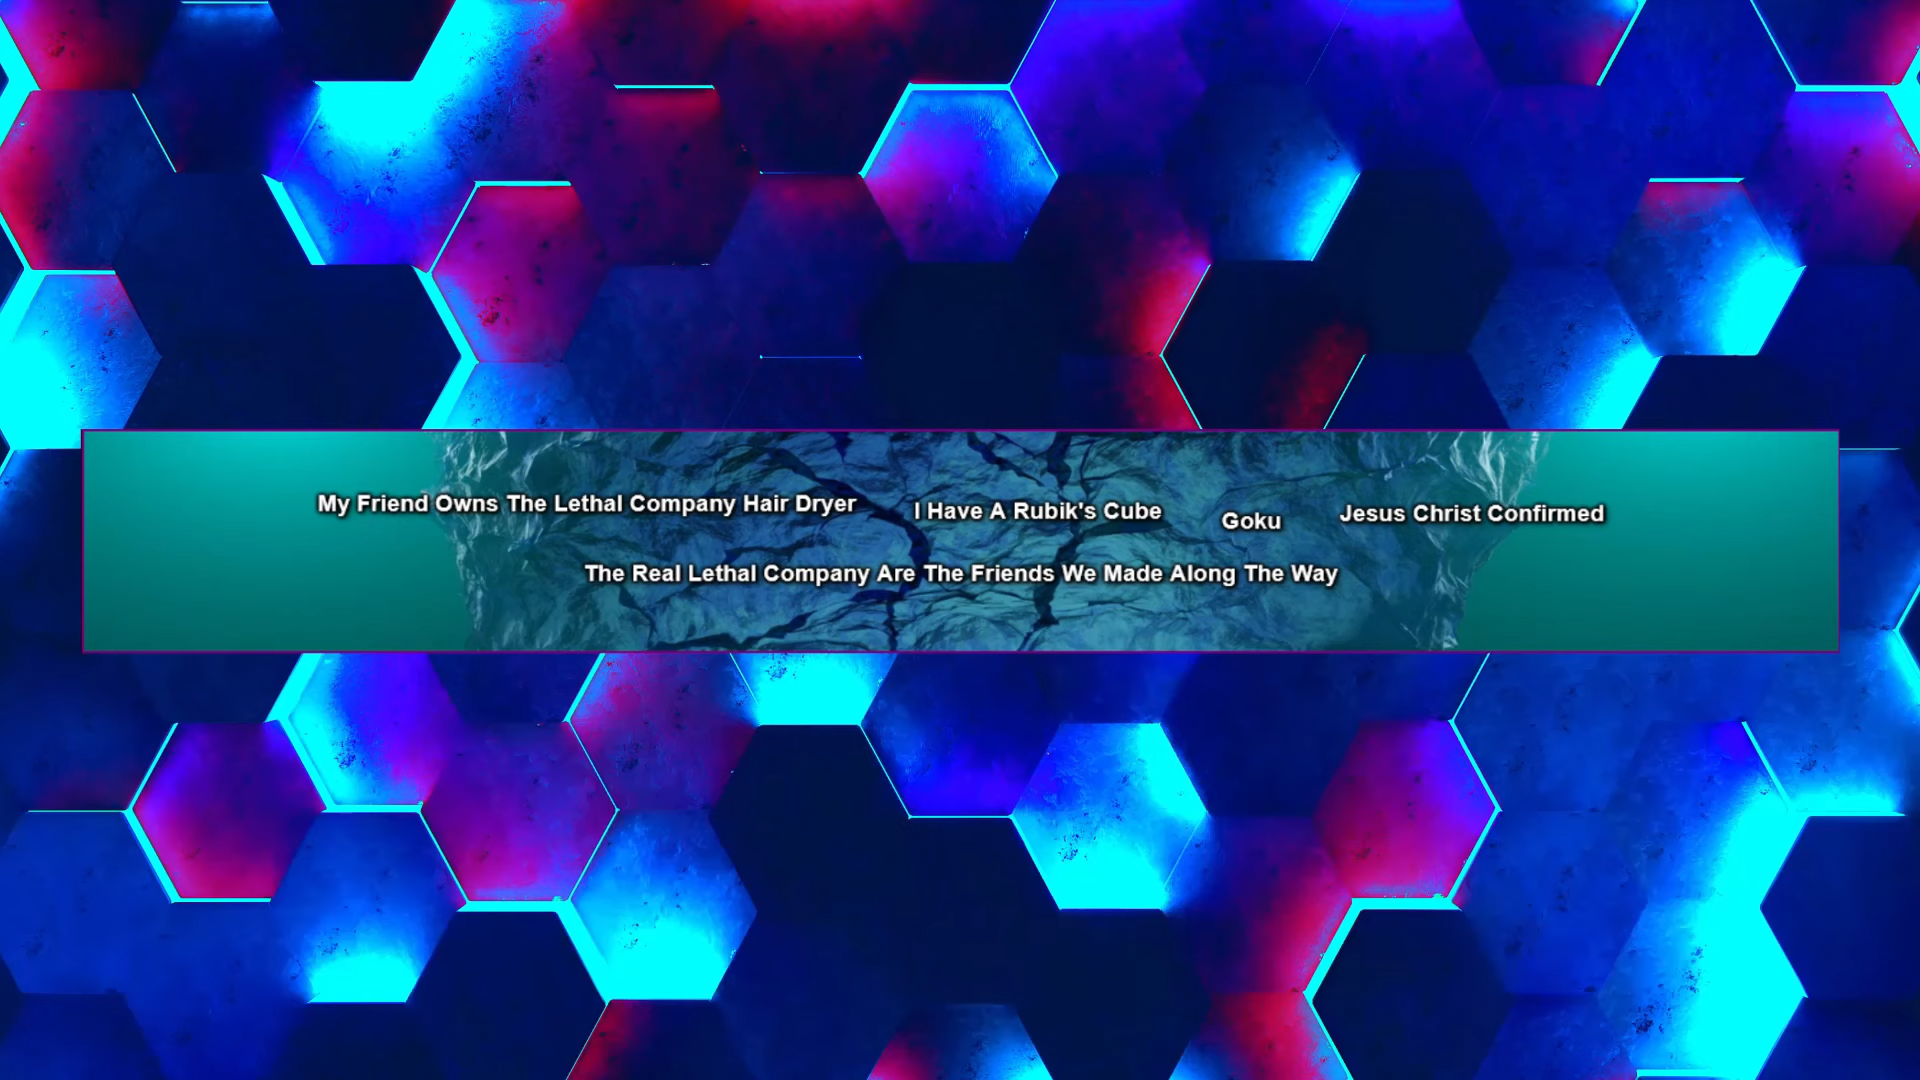 My Friend Owns The Lethal Company Hair Dryer
I Have A Rubik's Cube
Goku
Jesus Christ Confirmed
The Real Lethal Company Are The Friends We Made Along The Way